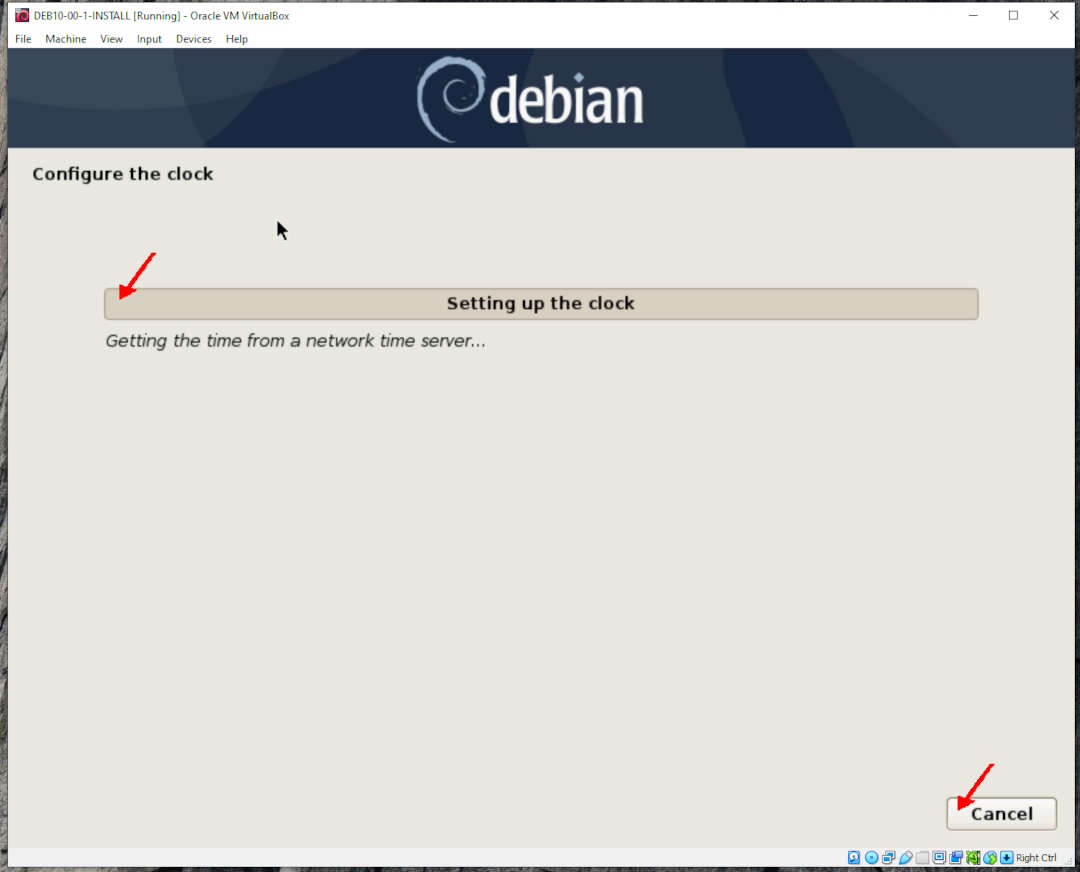 DEB10-00-1-INSTALL [Running] - Oracle VM VirtualBox
File Machine View Input Devices Help
debian
Configure the clock
Setting up the clock
Getting the time from a network time server...
Cancel
Right Ctrl